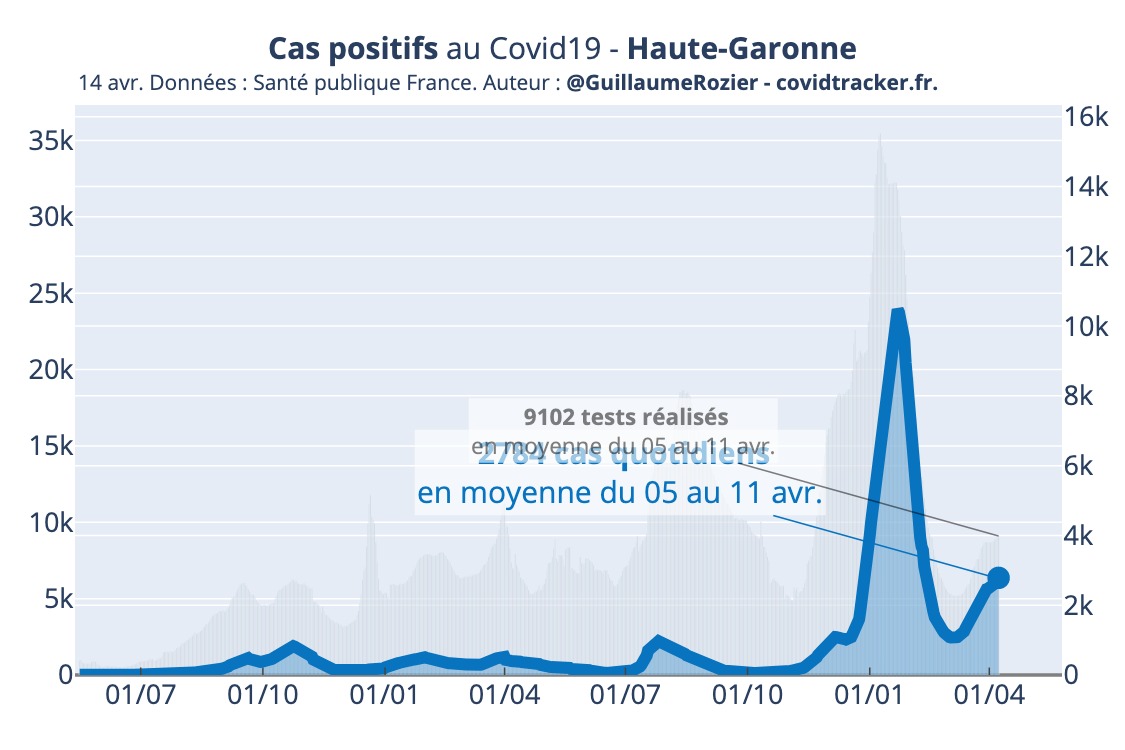 Cas positifs au Covid19 - Haute-Garonne
14 avr. Données : Santé publique France. Auteur : @GuillaumeRozier - covidtracker.fr.
16k
35k
14k
30k
12k
25k
10k
20k
8k
9102 tests réalisés
en moyenne du 05 au 11 avr.
15k
2784 cas quotidiens
6k
en moyenne du 05 au 11 avr.
10k
4k
5k
2k
0
0
01/07 01/10 01/01 01/04 01/07 01/10 01/01 01/04